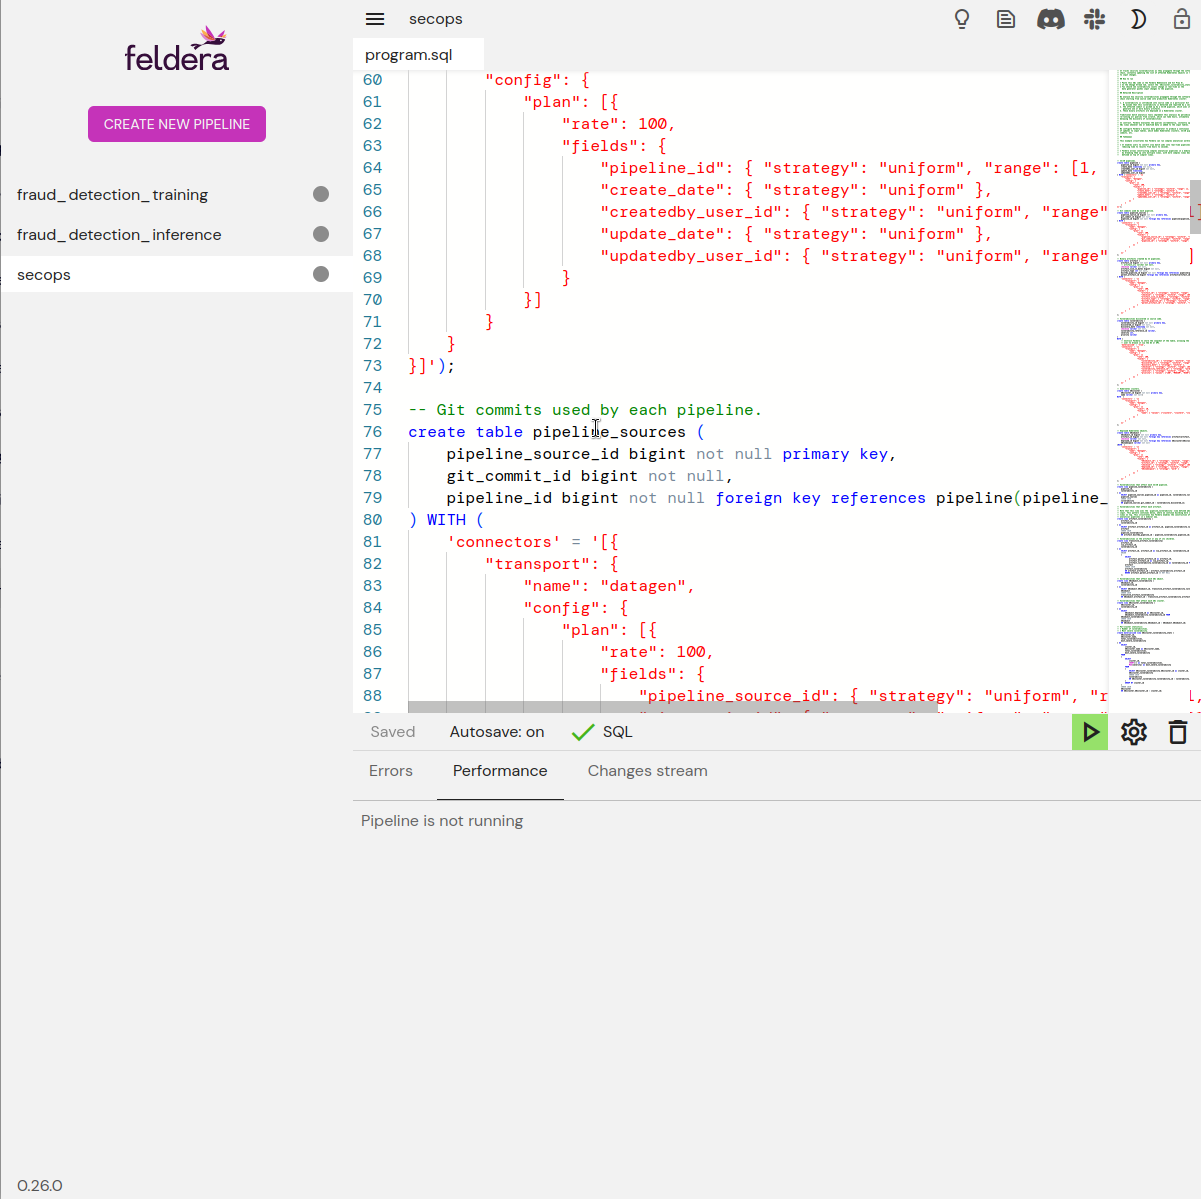 feldera
CREATE NEW PIPELINE
fraud_detection_training
fraud_detection_inference
secops
0.26.0
secops
program.sql
60 "config": {
61 "plan": [{
62 "rate": 100,
63 "fields": {
64 "pipeline_id": { "strategy": "uniform", "range": [1,
65 "create_date": { "strategy": "uniform" },
66 "createdby_user_id": { "strategy": "uniform", "range"
67 "update_date": { "strategy": "uniform" },
68 "updatedby_user_id": { "strategy": "uniform", "range"
69 }
70 }]
71 }
72 }
73 }]');
74
75 -- Git commits used by each pipeline.
76 create table pipeline_sources (
77 pipeline_source_id bigint not null primary key,
78 git_commit_id bigint not null,
79 pipeline_id bigint not null foreign key references pipeline(pipeline_
80 ) WITH (
81 'connectors' = '[{
82 "transport": {
83 "name": "datagen",
84 "config": {
85 "plan": [{
86 "rate": 100,
87 "fields": {
88 "pipeline_source_id": { "strategy": "uniform", "r
Saved Autosave: on SQL
Errors Performance Changes stream
Pipeline is not running